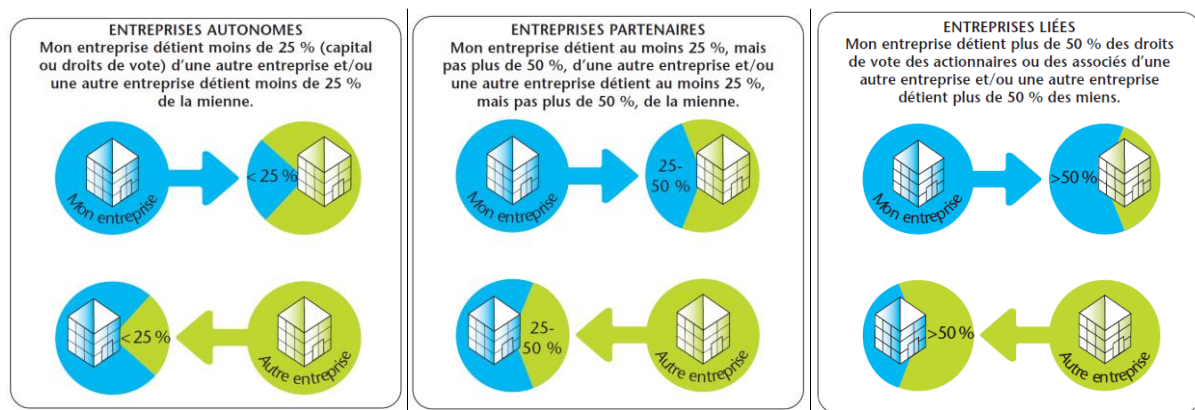 ENTREPRISES AUTONOMES
Mon entreprise détient moins de 25 % (capital
ou droits de vote) d'une autre entreprise et/ou
une autre entreprise détient moins de 25 %
de la mienne.
Mon entreprise
< 25 %
< 25 %
Autre entreprise
ENTREPRISES PARTENAIRES
Mon entreprise détient au moins 25 %, mais
pas plus de 50 %, d'une autre entreprise et/ou
une autre entreprise détient au moins 25 %,
mais pas plus de 50 %, de la mienne.
Mon entreprise
25-
50 %
25-
50 %
Autre entreprise
ENTREPRISES LIÉES
Mon entreprise détient plus de 50 % des droits
de vote des actionnaires ou des associés d'une
autre entreprise et/ou une autre entreprise
détient plus de 50 % des miens.
Mon entreprise
>50 %
>50 %
Autre entreprise